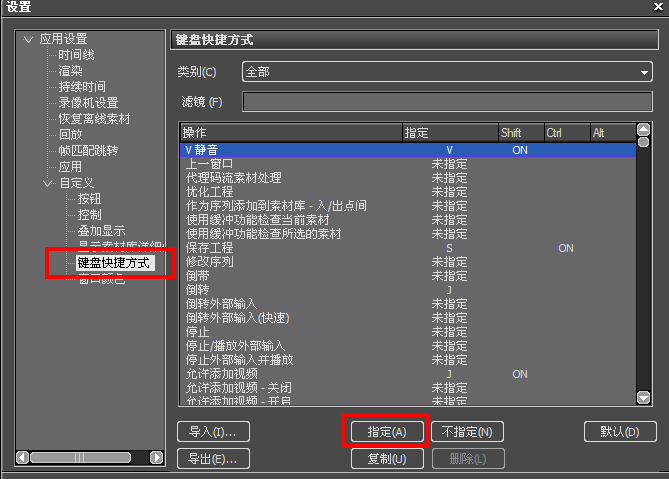 设置
应用设置
时间线
渲染
持续时间
录像机设置
恢复离线素材
回放
帧匹配跳转
应用
自定义
按钮
控制
叠加显示
显示素材库详细
键盘快捷方式
窗口颜色
键盘快捷方式
类别(C) 全部
滤镜 (F)
操作 指定 Shift Ctrl Alt
V 静音 V ON
上一窗口 未指定
代理码流素材处理 未指定
优化工程 未指定
作为序列添加到素材库 - 入/出点间 未指定
使用缓冲功能检查当前素材 未指定
使用缓冲功能检查所选的素材 未指定
保存工程 S ON
修改序列 未指定
倒带 未指定
倒转 J
倒转外部输入 未指定
倒转外部输入(快速) 未指定
停止 未指定
停止/播放外部输入 未指定
停止外部输入并播放 未指定
允许添加视频 J ON
允许添加视频 - 关闭 未指定
允许添加视频 - 开启 未指定
导入(I)... 指定(A) 不指定(N) 默认(D)
导出(E)... 复制(U) 删除(L)